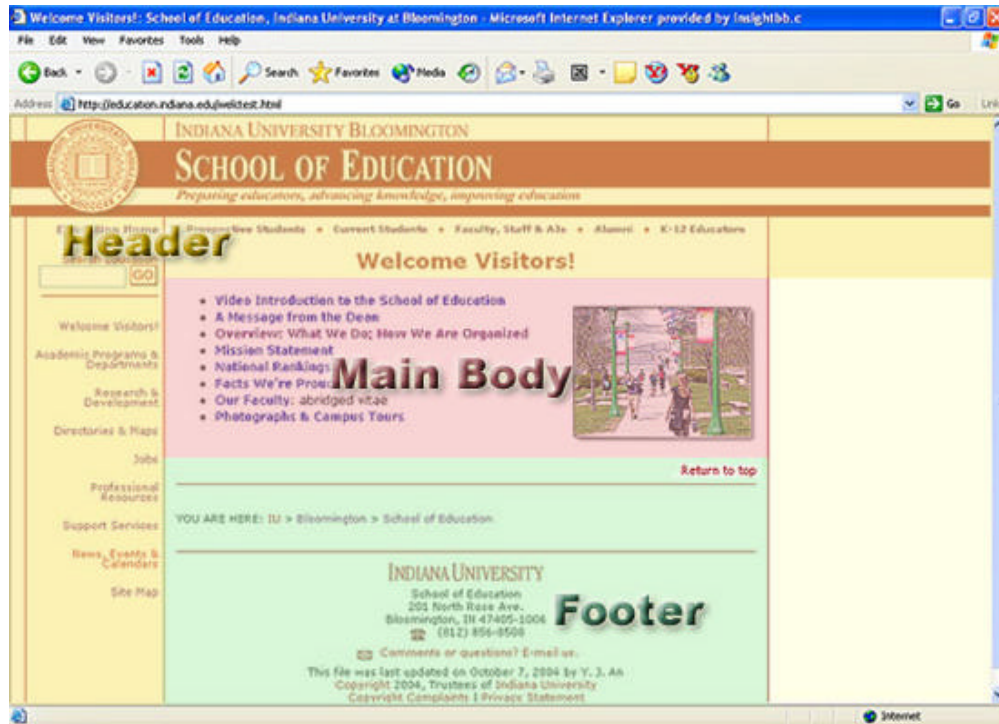 Welcome Visitors!: School of Education, Indiana University at Bloomington - Microsoft Internet Explorer provided by Insightbb.c
File Edit View Favorites Tools Help
Back Search Favorites Media
Address http://education.indiana.edu/wektest.html Go Link
INDIANA UNIVERSITY BLOOMINGTON
SCHOOL OF EDUCATION
Preparing educators, advancing knowledge, improving education
Home Prospective Students • Current Students • Faculty, Staff & AIs • Alumni • K-12 Educators
Header
Search Education
GO
Welcome Visitors!
Welcome Visitors!
Academic Programs &
Departments
Research &
Development
Directories & Maps
Jobs
Professional
Resources
Support Services
News, Events &
Calendars
Site Map
• Video Introduction to the School of Education
• A Message from the Dean
• Overview: What We Do; How We Are Organized
• Mission Statement
• National Rankings
• Facts We're Proud
• Our Faculty: abridged vitae
• Photographs & Campus Tours
Main Body
Return to top
YOU ARE HERE: IU > Bloomington > School of Education
INDIANA UNIVERSITY
School of Education
201 North Rose Ave.
Bloomington, IN 47405-1006
(812) 856-8500
Footer
Comments or questions? E-mail us.
This file was last updated on October 7, 2004 by Y. J. An
Copyright 2004, Trustees of Indiana University
Copyright Complaints | Privacy Statement
Internet